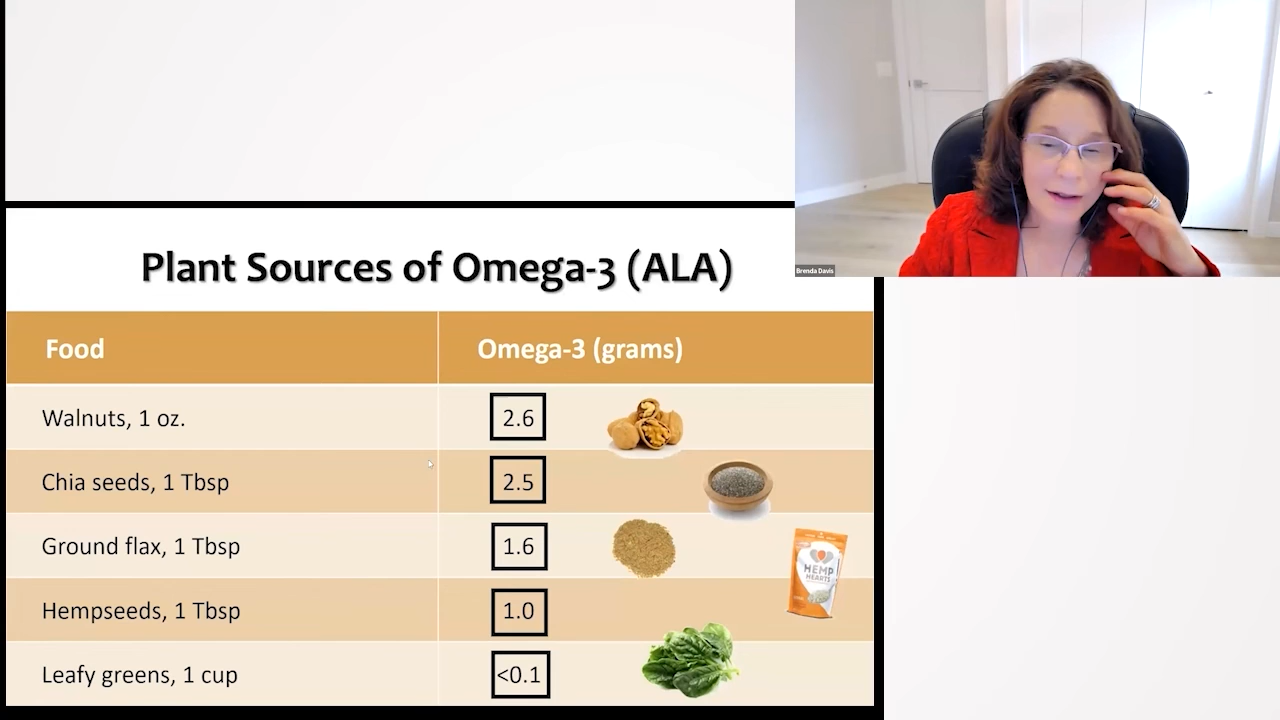 Brenda Davis
Plant Sources of Omega-3 (ALA)
Food Omega-3 (grams)
Walnuts, 1 oz. 2.6
Chia seeds, 1 Tbsp 2.5
Ground flax, 1 Tbsp 1.6
HEMP
HEARTS
Hempseeds, 1 Tbsp 1.0
Leafy greens, 1 cup <0.1